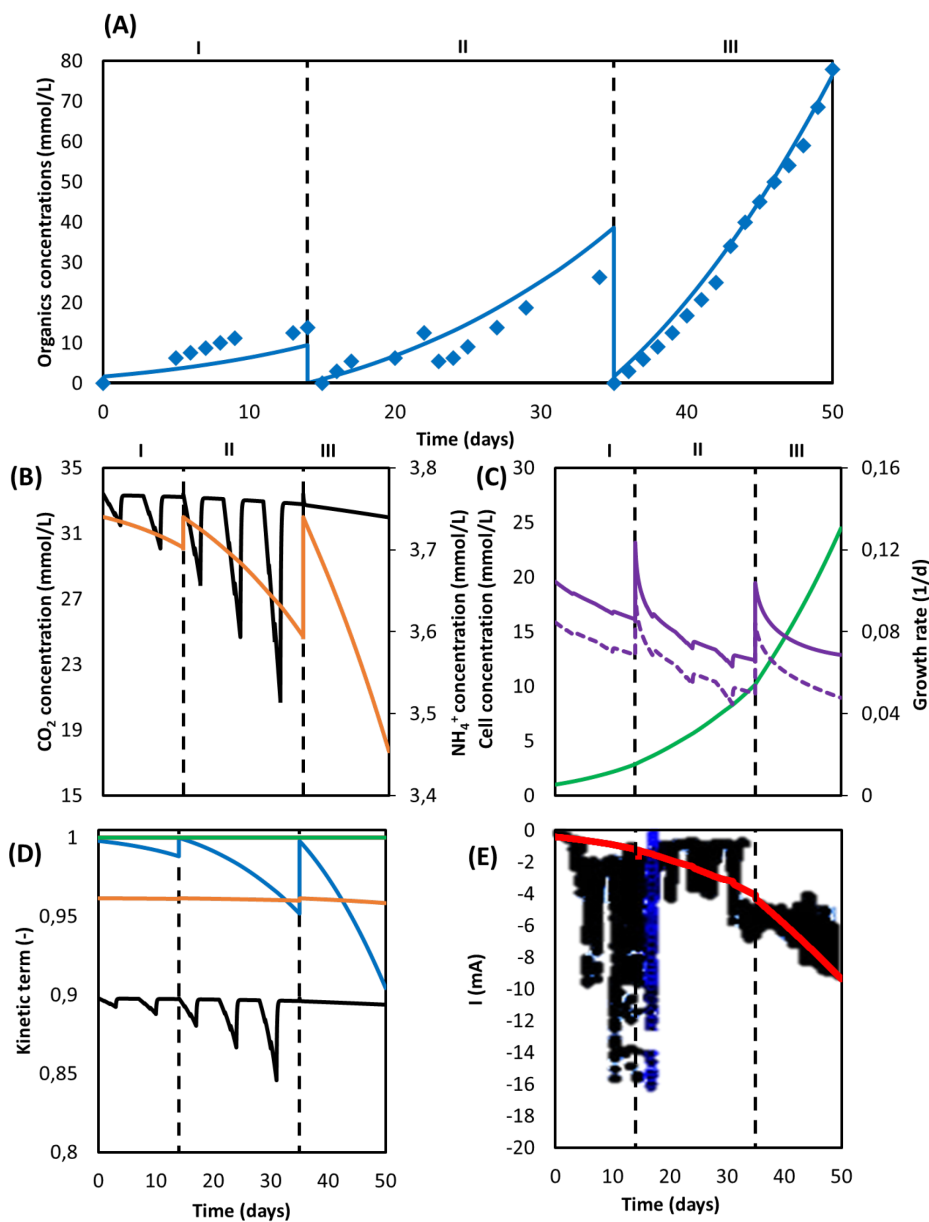 (A)
I II III
80
70
60
50
40
30
20
10
0
Organics concentrations (mmol/L)
0 10 20 30 40 50
Time (days)
(B)
I II III
35
33
31
29
27
25
23
21
19
17
15
CO2 concentration (mmol/L)
3,8
3,7
3,6
3,5
3,4
NH4+ concentration (mmol/L)
Cell concentration (mmol/L)
(C)
I II III
30
25
20
15
10
5
0
0,16
0,12
0,08
0,04
0
Growth rate (1/d)
(D)
1
0,95
0,9
0,85
0,8
Kinetic term (-)
0 10 20 30 40 50
Time (days)
(E)
0
-2
-4
-6
-8
-10
-12
-14
-16
-18
-20
I (mA)
0 10 20 30 40 50
Time (days)